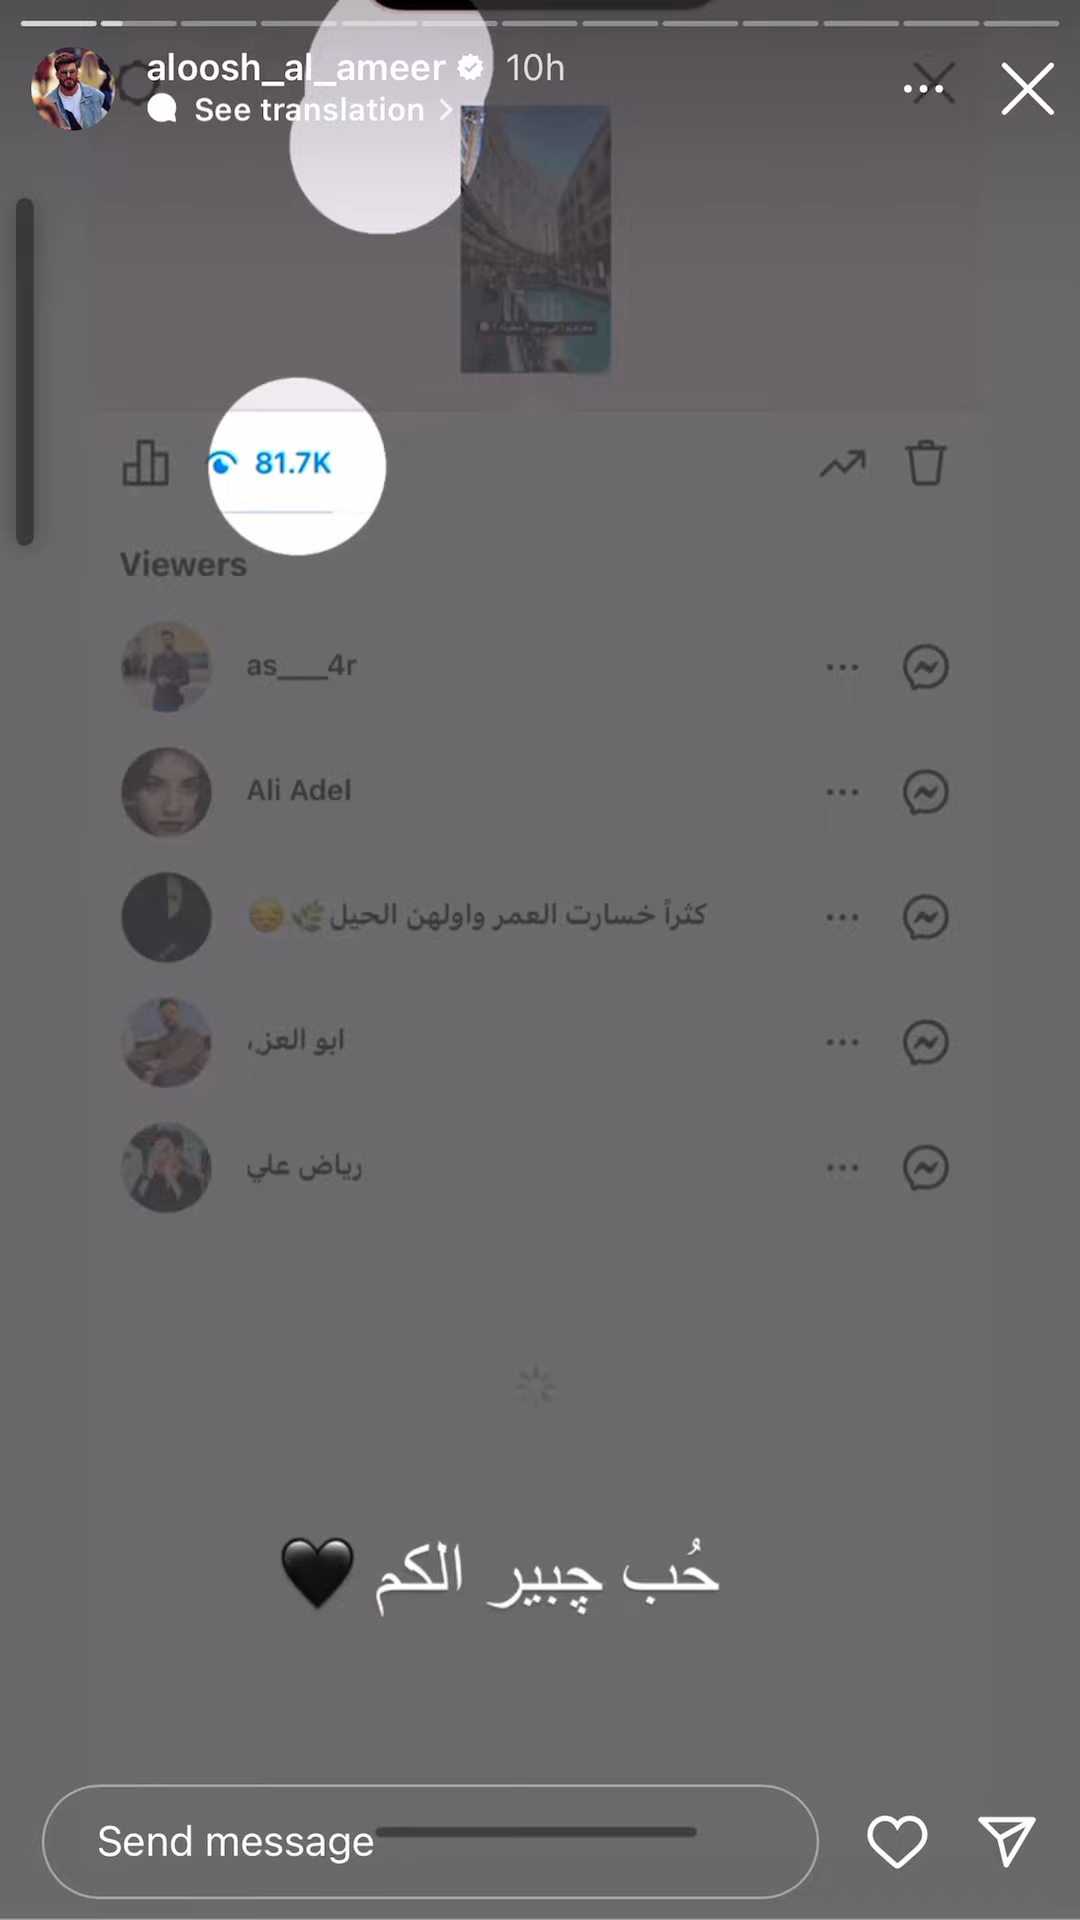 aloosh_al_ameer 10h
See translation
81.7K
Viewers
as___4r
Ali Adel
كثرآ خسارت العمر واولهن الحيل🌿😔
ابو العز,
رياض علي
حُب چبير الكم 🖤
Send message